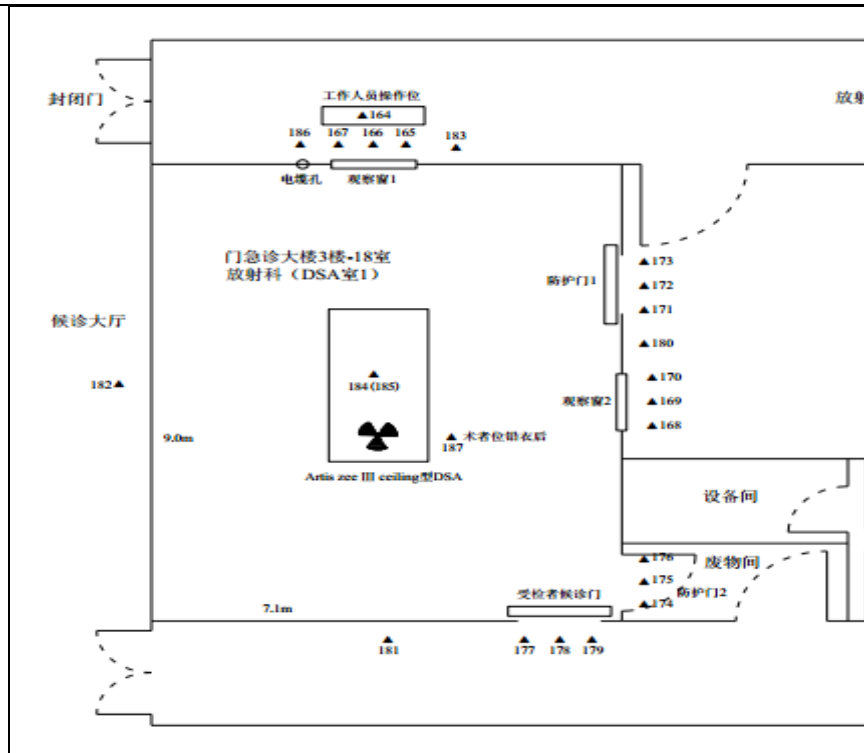 工作人员操作位
封闭门
▲164
放射
186 167 166 165 183
▲ ▲ ▲ ▲ ▲
电缆孔 观察窗1
门急诊大楼3楼-18室
放射科（DSA室1）
▲173
防护门1
▲172
▲171
候诊大厅
▲180
182▲
▲170
184(185)
观察窗2
▲169
▲168
9.0m
▲术者位铅衣后
187
Artis zee III ceiling型DSA
设备间
▲176
废物间
▲175
防护门2
受检者候诊门
▲174
7.1m
▲ ▲ ▲ ▲
181 177 178 179